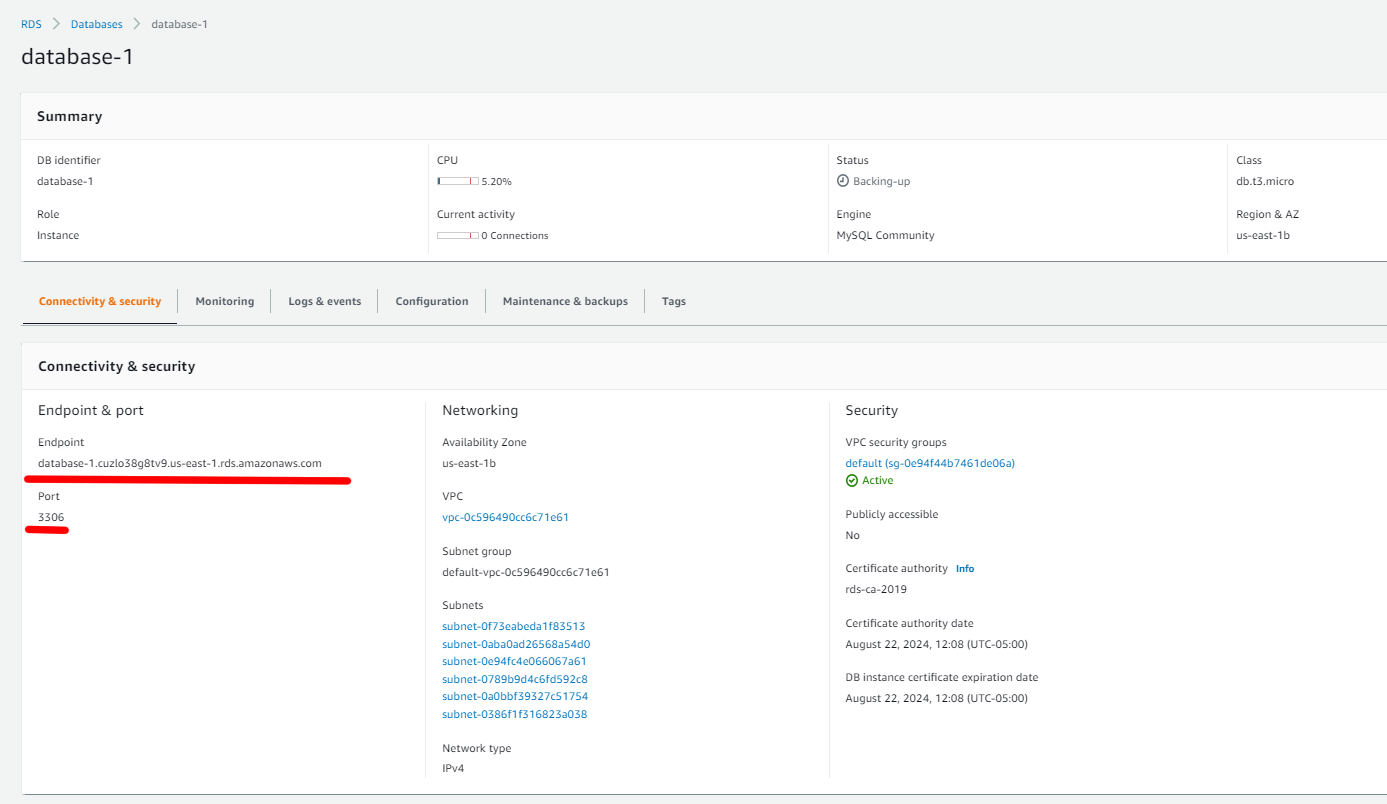 RDS > Databases > database-1
database-1
Summary
DB identifier
database-1
CPU
5.20%
Status
Backing-up
Class
db.t3.micro
Role
Instance
Current activity
0 Connections
Engine
MySQL Community
Region & AZ
us-east-1b
Connectivity & security
Monitoring
Logs & events
Configuration
Maintenance & backups
Tags
Connectivity & security
Endpoint & port
Endpoint
database-1.cuzlo38g8tv9.us-east-1.rds.amazonaws.com
Port
3306
Networking
Availability Zone
us-east-1b
VPC
vpc-0c596490cc6c71e61
Subnet group
default-vpc-0c596490cc6c71e61
Subnets
subnet-0f73eabeda1f83513
subnet-0aba0ad26568a54d0
subnet-0e94fc4e066067a61
subnet-0789b9d4c6fd592c8
subnet-0a0bbf39327c51754
subnet-0386f1f316823a038
Network type
IPv4
Security
VPC security groups
default (sg-0e94f44b7461de06a)
Active
Publicly accessible
No
Certificate authority Info
rds-ca-2019
Certificate authority date
August 22, 2024, 12:08 (UTC-05:00)
DB instance certificate expiration date
August 22, 2024, 12:08 (UTC-05:00)